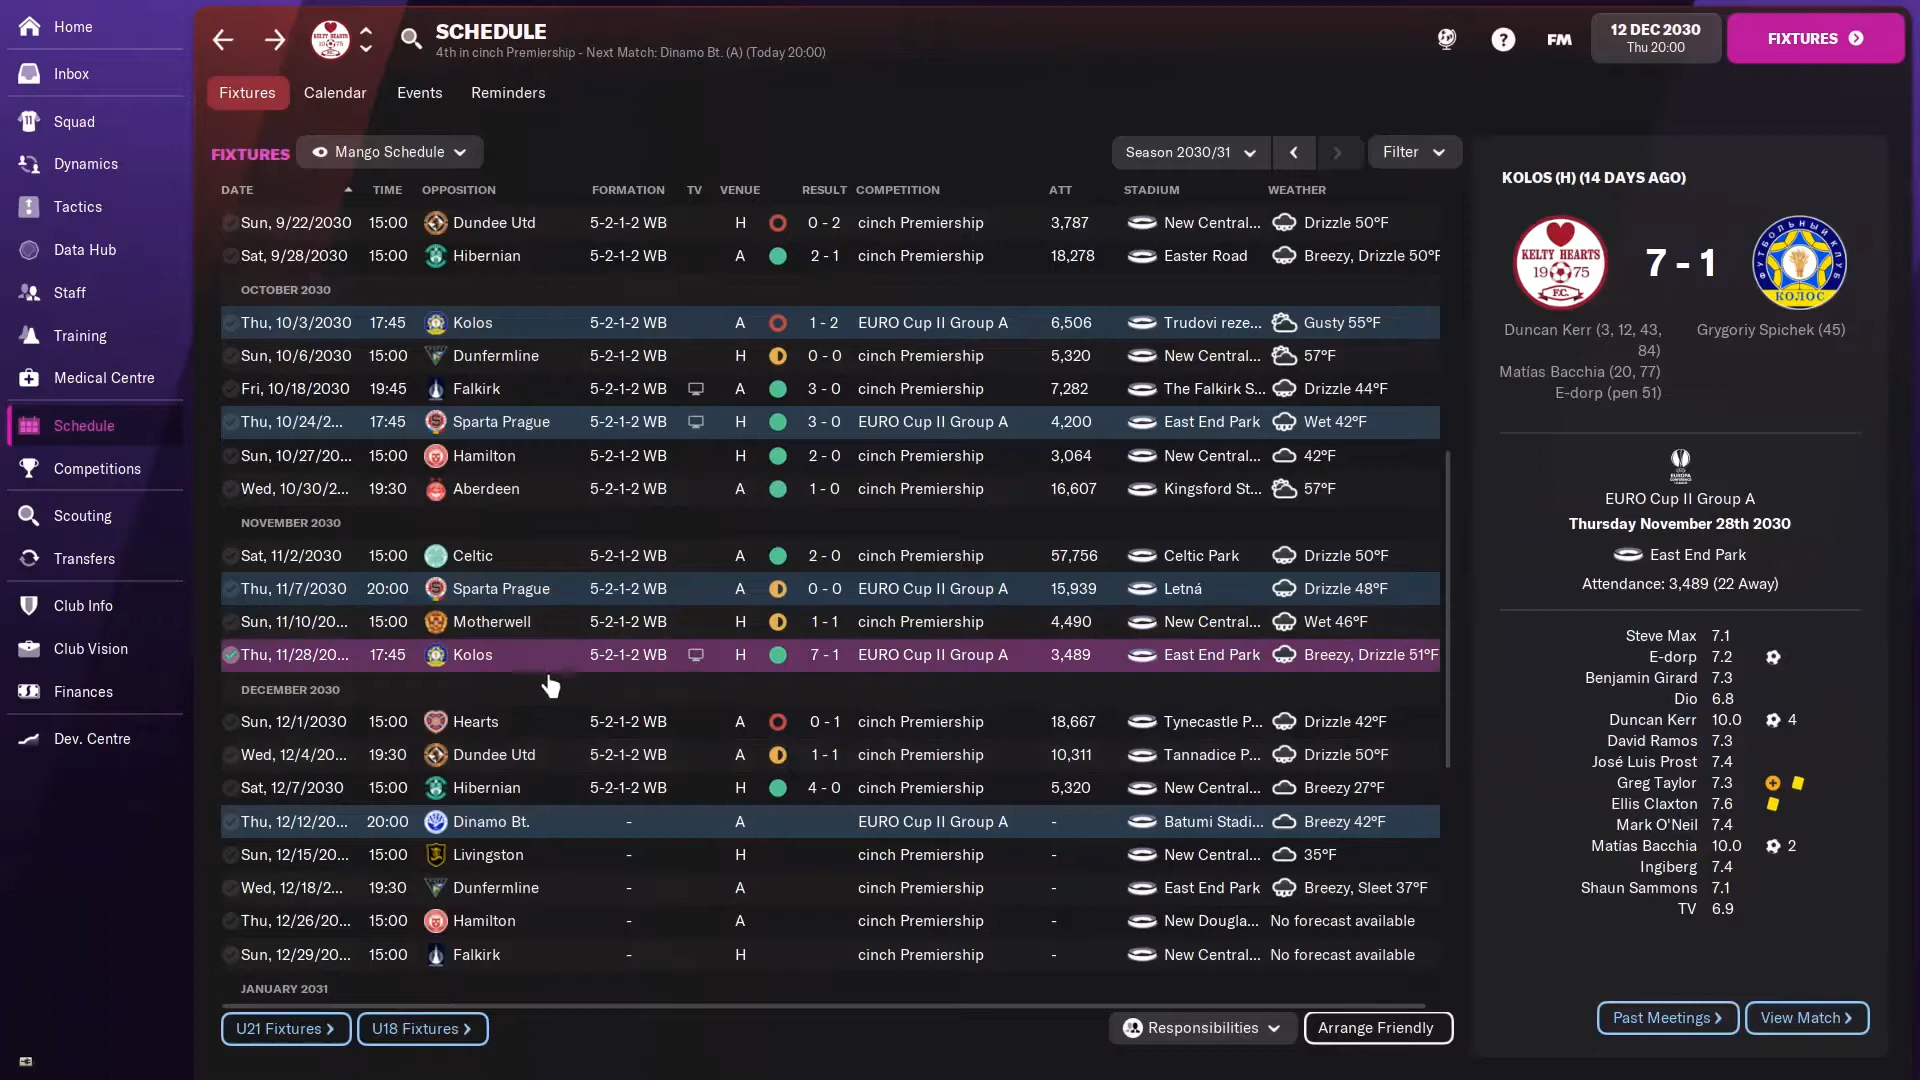 Home
Inbox
Squad
Dynamics
Tactics
Data Hub
Staff
Training
Medical Centre
Schedule
Competitions
Scouting
Transfers
Club Info
Club Vision
Finances
Dev. Centre
SCHEDULE
4th in cinch Premiership - Next Match: Dinamo Bt. (A) (Today 20:00)
FM
12 DEC 2030
Thu 20:00
FIXTURES
Fixtures Calendar Events Reminders
FIXTURES Mango Schedule Season 2030/31 Filter
DATE TIME OPPOSITION FORMATION TV VENUE RESULT COMPETITION ATT STADIUM WEATHER
Sun, 9/22/2030 15:00 Dundee Utd 5-2-1-2 WB H 0 - 2 cinch Premiership 3,787 New Central... Drizzle 50°F
Sat, 9/28/2030 15:00 Hibernian 5-2-1-2 WB A 2 - 1 cinch Premiership 18,278 Easter Road Breezy, Drizzle 50°F
OCTOBER 2030
Thu, 10/3/2030 17:45 Kolos 5-2-1-2 WB A 1 - 2 EURO Cup II Group A 6,506 Trudovi reze... Gusty 55°F
Sun, 10/6/2030 15:00 Dunfermline 5-2-1-2 WB H 0 - 0 cinch Premiership 5,320 New Central... 57°F
Fri, 10/18/2030 19:45 Falkirk 5-2-1-2 WB A 3 - 0 cinch Premiership 7,282 The Falkirk S... Drizzle 44°F
Thu, 10/24/2... 17:45 Sparta Prague 5-2-1-2 WB H 3 - 0 EURO Cup II Group A 4,200 East End Park Wet 42°F
Sun, 10/27/20... 15:00 Hamilton 5-2-1-2 WB H 2 - 0 cinch Premiership 3,064 New Central... 42°F
Wed, 10/30/2... 19:30 Aberdeen 5-2-1-2 WB A 1 - 0 cinch Premiership 16,607 Kingsford St... 57°F
NOVEMBER 2030
Sat, 11/2/2030 15:00 Celtic 5-2-1-2 WB A 2 - 0 cinch Premiership 57,756 Celtic Park Drizzle 50°F
Thu, 11/7/2030 20:00 Sparta Prague 5-2-1-2 WB A 0 - 0 EURO Cup II Group A 15,939 Letná Drizzle 48°F
Sun, 11/10/20... 15:00 Motherwell 5-2-1-2 WB H 1 - 1 cinch Premiership 4,490 New Central... Wet 46°F
Thu, 11/28/20... 17:45 Kolos 5-2-1-2 WB H 7 - 1 EURO Cup II Group A 3,489 East End Park Breezy, Drizzle 51°F
DECEMBER 2030
Sun, 12/1/2030 15:00 Hearts 5-2-1-2 WB A 0 - 1 cinch Premiership 18,667 Tynecastle P... Drizzle 42°F
Wed, 12/4/20... 19:30 Dundee Utd 5-2-1-2 WB A 1 - 1 cinch Premiership 10,311 Tannadice P... Drizzle 50°F
Sat, 12/7/2030 15:00 Hibernian 5-2-1-2 WB H 4 - 0 cinch Premiership 5,320 New Central... Breezy 27°F
Thu, 12/12/20... 20:00 Dinamo Bt. - A EURO Cup II Group A - Batumi Stadi... Breezy 42°F
Sun, 12/15/20... 15:00 Livingston - H cinch Premiership - New Central... 35°F
Wed, 12/18/2... 19:30 Dunfermline - A cinch Premiership - East End Park Breezy, Sleet 37°F
Thu, 12/26/20... 15:00 Hamilton - A cinch Premiership - New Dougla... No forecast available
Sun, 12/29/20... 15:00 Falkirk - H cinch Premiership - New Central... No forecast available
JANUARY 2031
U21 Fixtures U18 Fixtures Responsibilities Arrange Friendly
KOLOS (H) (14 DAYS AGO)
KELTY HEARTS
1975
F.C.
7 - 1
ФУТБОЛЬНЫЙ КЛУБ
КОЛОС
Duncan Kerr (3, 12, 43,
84)
Matías Bacchia (20, 77)
E-dorp (pen 51)
Grygoriy Spichek (45)
EURO Cup II Group A
Thursday November 28th 2030
East End Park
Attendance: 3,489 (22 Away)
Steve Max 7.1
E-dorp 7.2
Benjamin Girard 7.3
Dio 6.8
Duncan Kerr 10.0 4
David Ramos 7.3
José Luis Prost 7.4
Greg Taylor 7.3
Ellis Claxton 7.6
Mark O'Neil 7.4
Matías Bacchia 10.0 2
Ingiberg 7.4
Shaun Sammons 7.1
TV 6.9
Past Meetings View Match